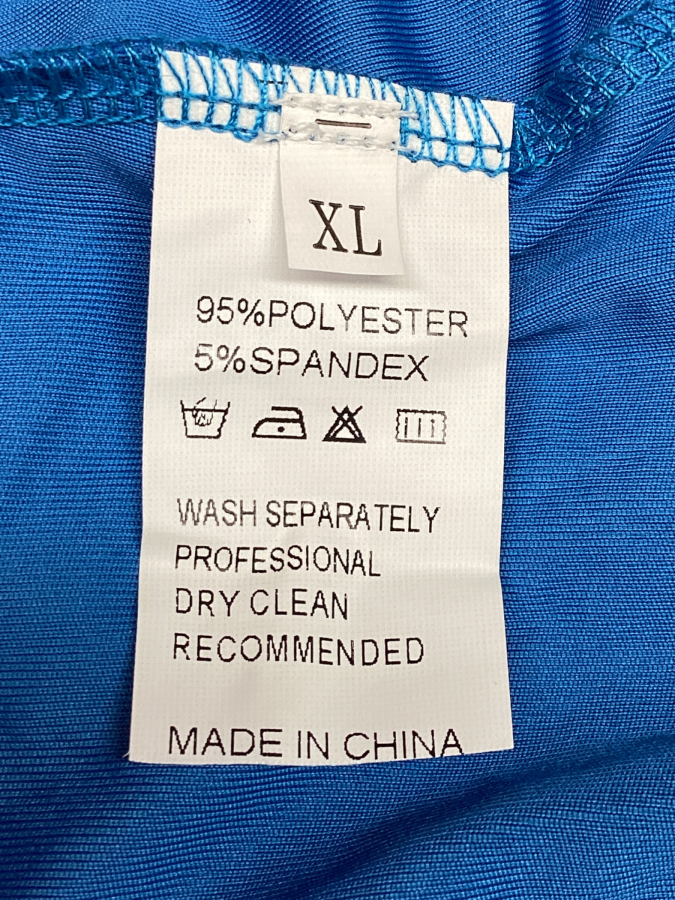 XL
95%POLYESTER
5%SPANDEX
WASH SEPARATELY
PROFESSIONAL
DRY CLEAN
RECOMMENDED
MADE IN CHINA